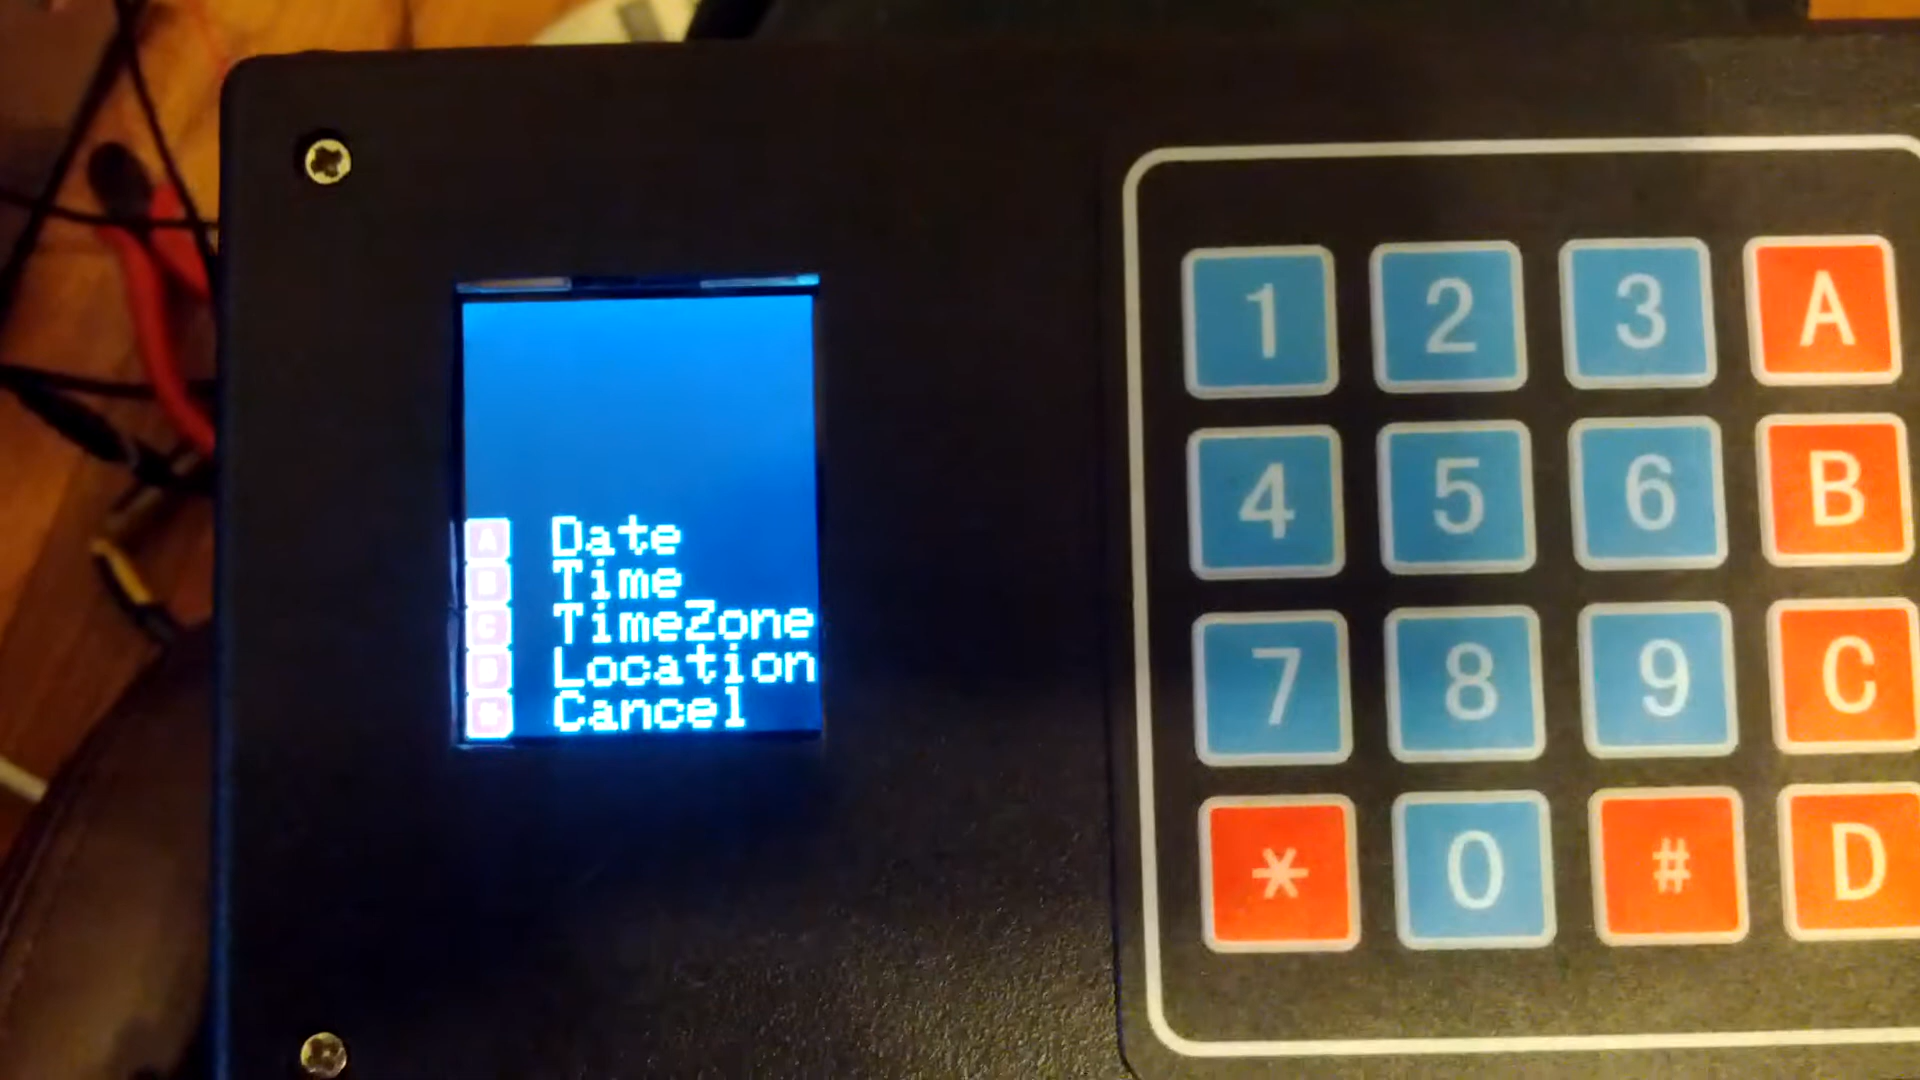 A Date
B Time
C TimeZone
D Location
Cancel
1 2 3 A
4 5 6 B
7 8 9 C
* 0 # D